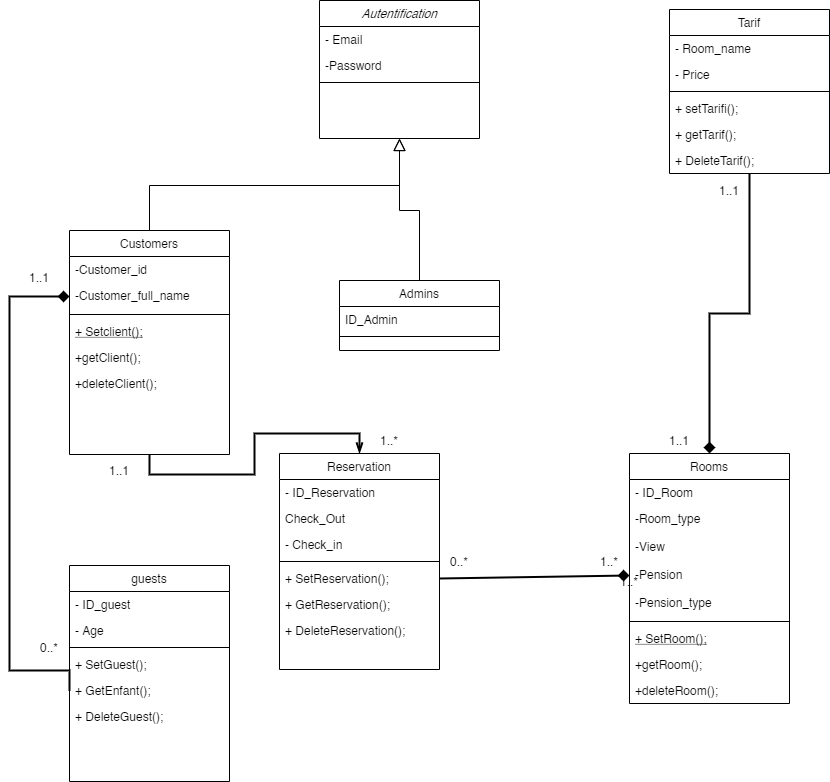 Autentification
- Email
-Password
Tarif
- Room_name
- Price
+ setTarifi();
+ getTarif();
+ DeleteTarif();
1..1
Customers
-Customer_id
-Customer_full_name
+ Setclient();
+getClient();
+deleteClient();
1..1
Admins
ID_Admin
1..1
1..*
1..1
Reservation
- ID_Reservation
Check_Out
- Check_in
+ SetReservation();
+ GetReservation();
+ DeleteReservation();
0..*
1..*
1..*
Rooms
- ID_Room
-Room_type
-View
-Pension
-Pension_type
+ SetRoom();
+getRoom();
+deleteRoom();
guests
- ID_guest
- Age
0..*
+ SetGuest();
+ GetEnfant();
+ DeleteGuest();